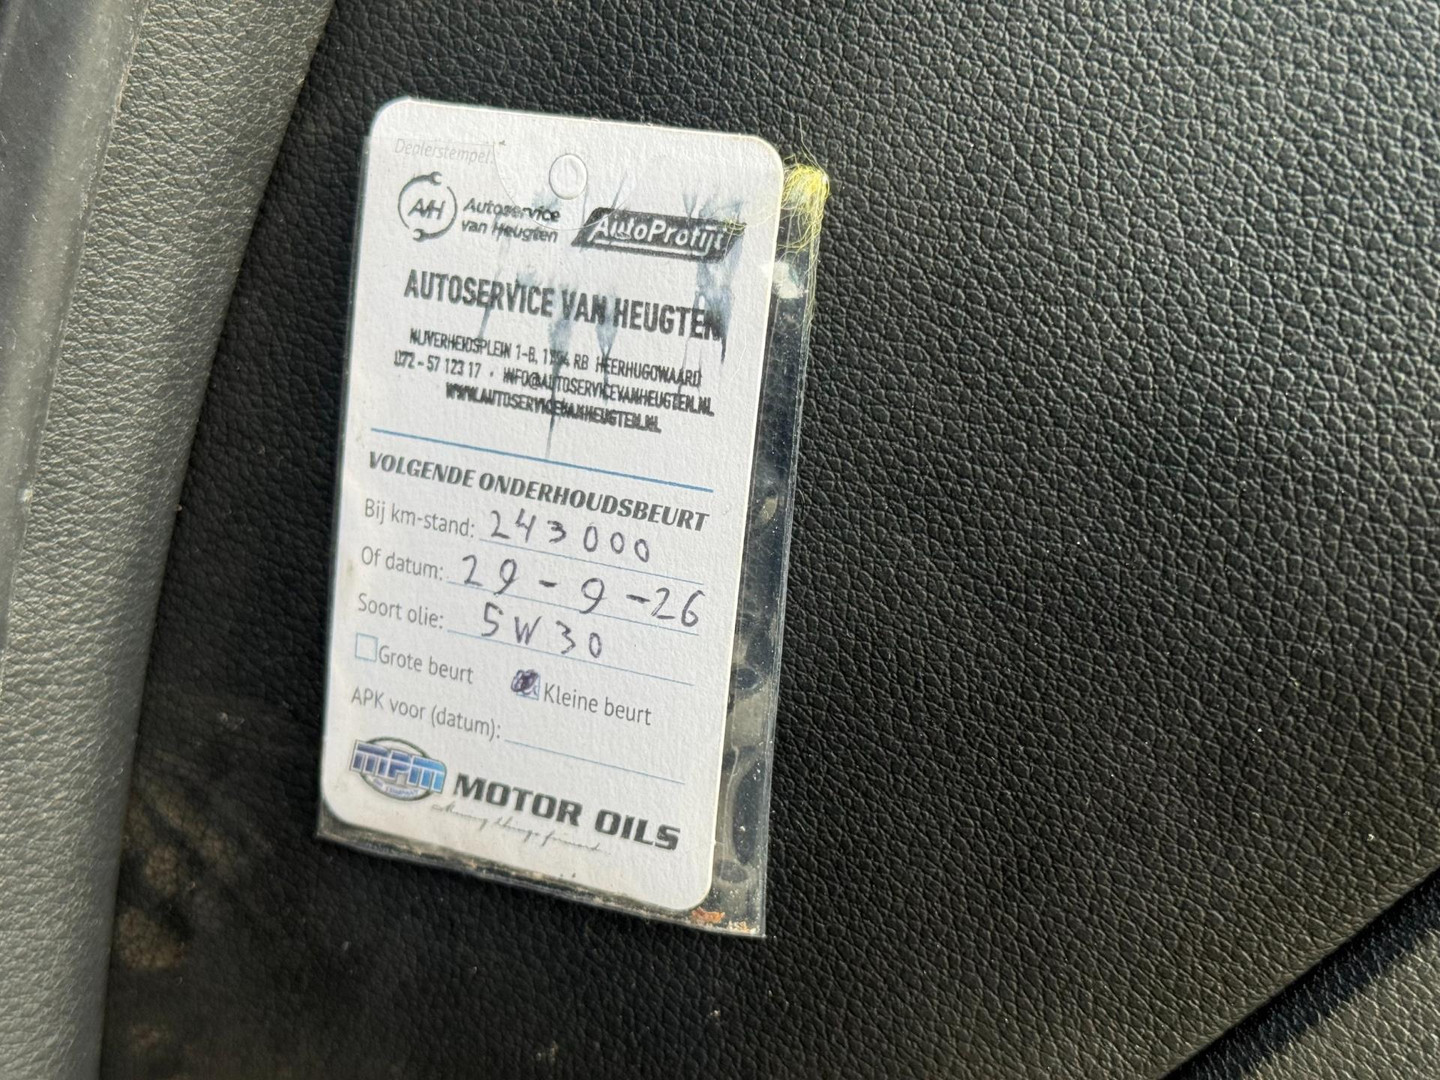 Dealerstempel:
AVH Autoservice van Heugten
AutoProfijt
AUTOSERVICE VAN HEUGTEN
NIJVERHEIDSPLEIN 1-B, RB HEERHUGOWAARD
072 - 57 123 17 • INFO@AUTOSERVICEVANHEUGTEN.NL
WWW.AUTOSERVICEVANHEUGTEN.NL
VOLGENDE ONDERHOUDSBEURT
Bij km-stand: 243000
Of datum: 29-9-26
Soort olie: 5W30
Grote beurt Kleine beurt
APK voor (datum):
MPM MOTOR OILS